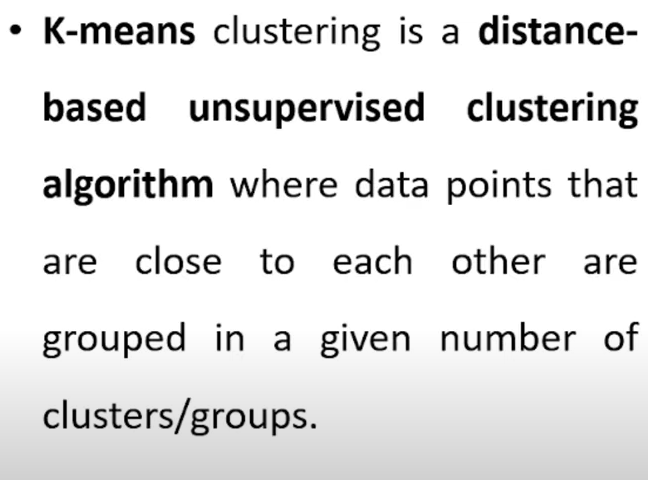 • K-means clustering is a distance-
based unsupervised clustering
algorithm where data points that
are close to each other are
grouped in a given number of
clusters/groups.